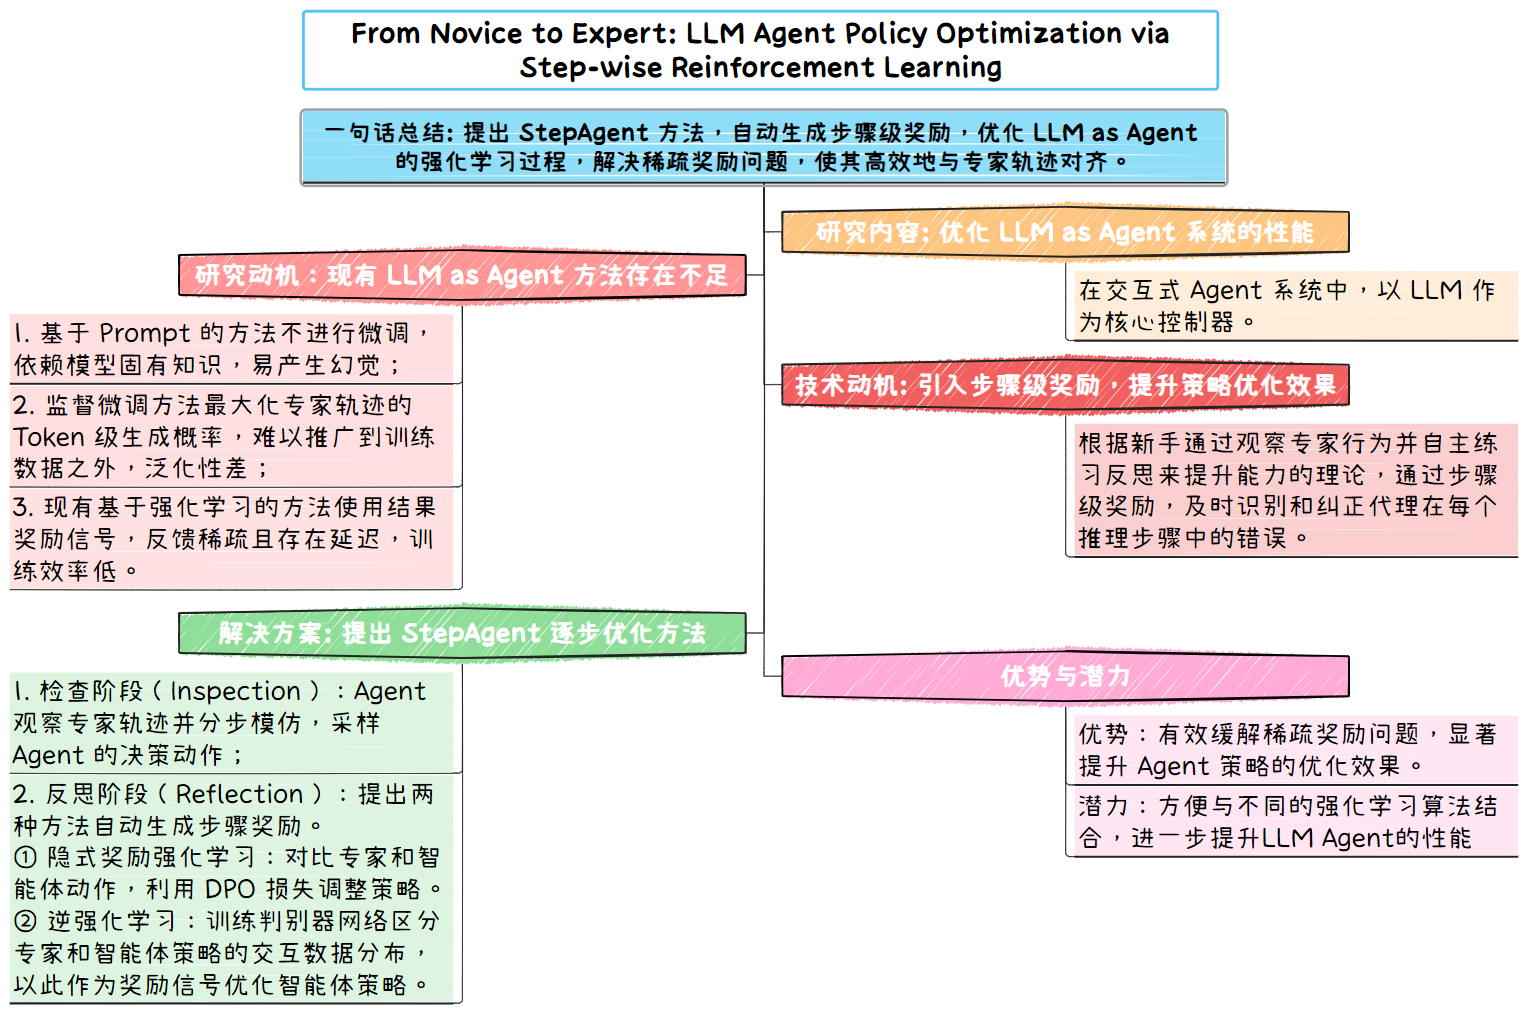 From Novice to Expert: LLM Agent Policy Optimization via
Step-wise Reinforcement Learning
一句话总结: 提出 StepAgent 方法，自动生成步骤级奖励，优化 LLM as Agent
的强化学习过程，解决稀疏奖励问题，使其高效地与专家轨迹对齐。
研究内容: 优化 LLM as Agent 系统的性能
在交互式 Agent 系统中，以 LLM 作
为核心控制器。
研究动机：现有 LLM as Agent 方法存在不足
1. 基于 Prompt 的方法不进行微调，
依赖模型固有知识，易产生幻觉；
2. 监督微调方法最大化专家轨迹的
Token 级生成概率，难以推广到训练
数据之外，泛化性差；
3. 现有基于强化学习的方法使用结果
奖励信号，反馈稀疏且存在延迟，训
练效率低。
技术动机: 引入步骤级奖励，提升策略优化效果
根据新手通过观察专家行为并自主练
习反思来提升能力的理论，通过步骤
级奖励，及时识别和纠正代理在每个
推理步骤中的错误。
解决方案: 提出 StepAgent 逐步优化方法
1. 检查阶段（Inspection）：Agent
观察专家轨迹并分步模仿，采样
Agent 的决策动作；
2. 反思阶段（Reflection）：提出两
种方法自动生成步骤奖励。
① 隐式奖励强化学习：对比专家和智
能体动作，利用 DPO 损失调整策略。
② 逆强化学习：训练判别器网络区分
专家和智能体策略的交互数据分布，
以此作为奖励信号优化智能体策略。
优势与潜力
优势：有效缓解稀疏奖励问题，显著
提升 Agent 策略的优化效果。
潜力：方便与不同的强化学习算法结
合，进一步提升LLM Agent的性能